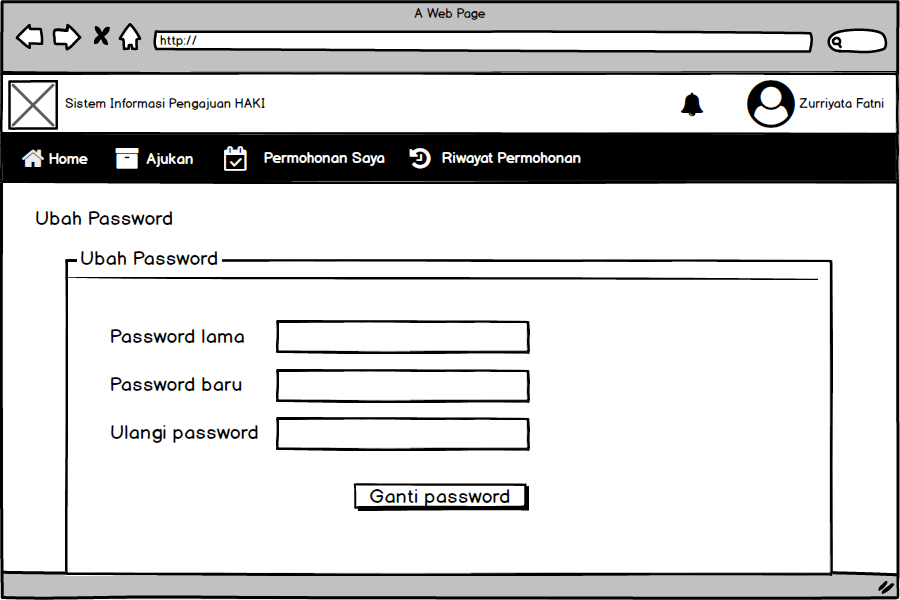 A Web Page
http://
Sistem Informasi Pengajuan HAKI
Zurriyata Fatni
Home Ajukan Permohonan Saya Riwayat Permohonan
Ubah Password
Ubah Password
Password lama
Password baru
Ulangi password
Ganti password